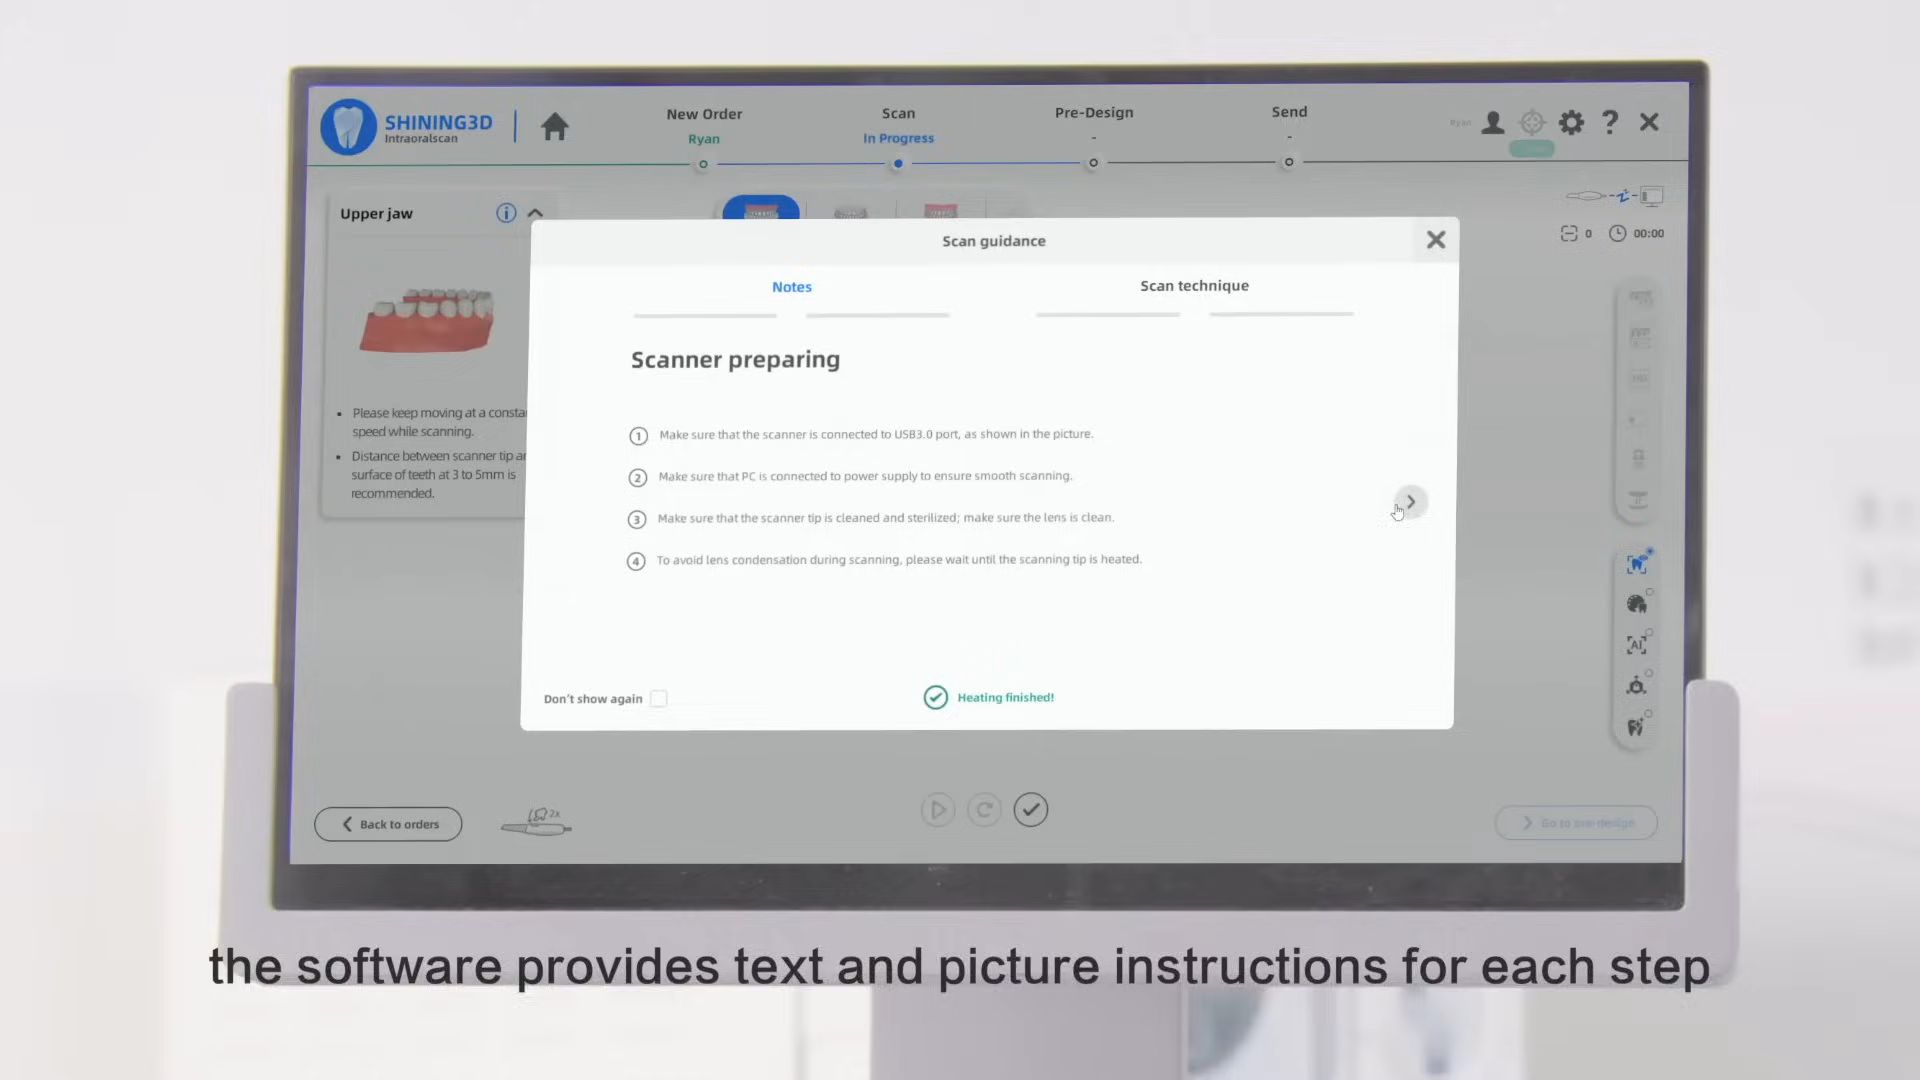 SHINING3D
Intraoralscan
New Order
Ryan
Scan
In Progress
Pre-Design
-
Send
-
Ryan
Upper jaw
0
00:00
Scan guidance
Notes
Scan technique
Scanner preparing
1 Make sure that the scanner is connected to USB3.0 port, as shown in the picture.
2 Make sure that PC is connected to power supply to ensure smooth scanning.
3 Make sure that the scanner tip is cleaned and sterilized; make sure the lens is clean.
4 To avoid lens condensation during scanning, please wait until the scanning tip is heated.
• Please keep moving at a consta
speed while scanning.
• Distance between scanner tip a
surface of teeth at 3 to 5mm is
recommended.
HD
AI
Don't show again
Heating finished!
Back to orders
2x
Go to
the software provides text and picture instructions for each step